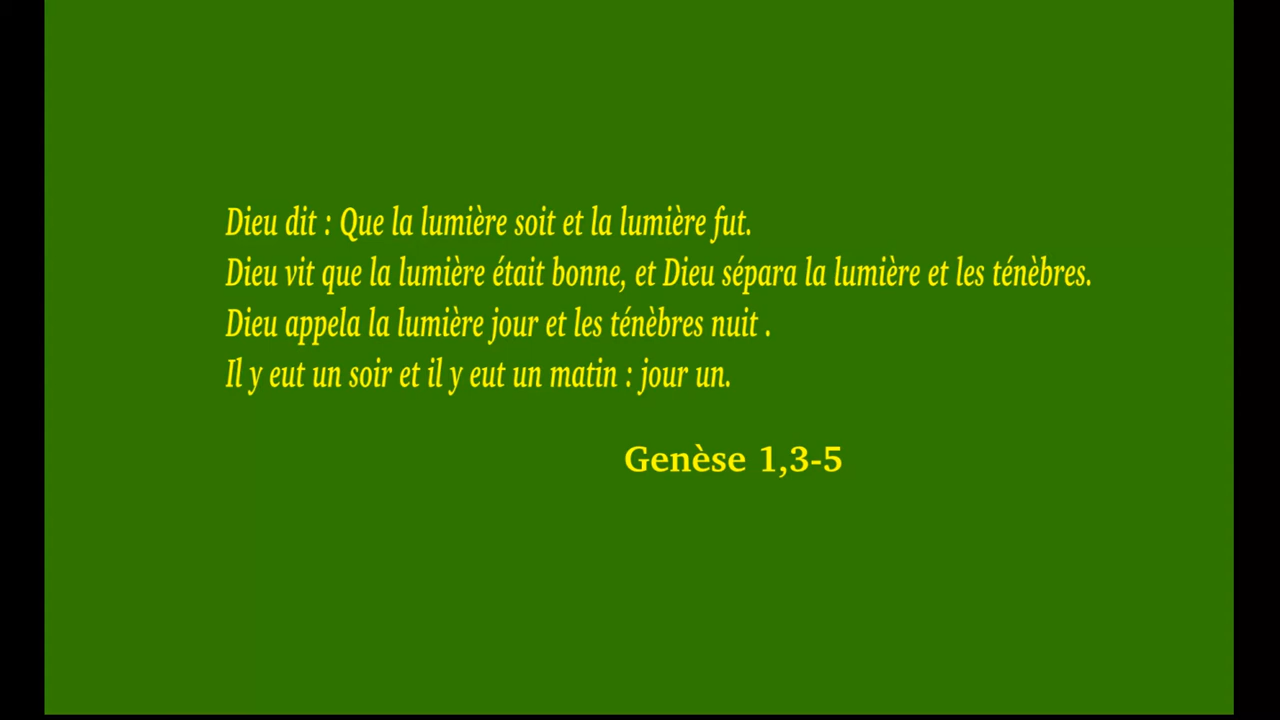 Dieu dit : Que la lumière soit et la lumière fut.
Dieu vit que la lumière était bonne, et Dieu sépara la lumière et les ténèbres.
Dieu appela la lumière jour et les ténèbres nuit .
Il y eut un soir et il y eut un matin : jour un.
Genèse 1,3-5